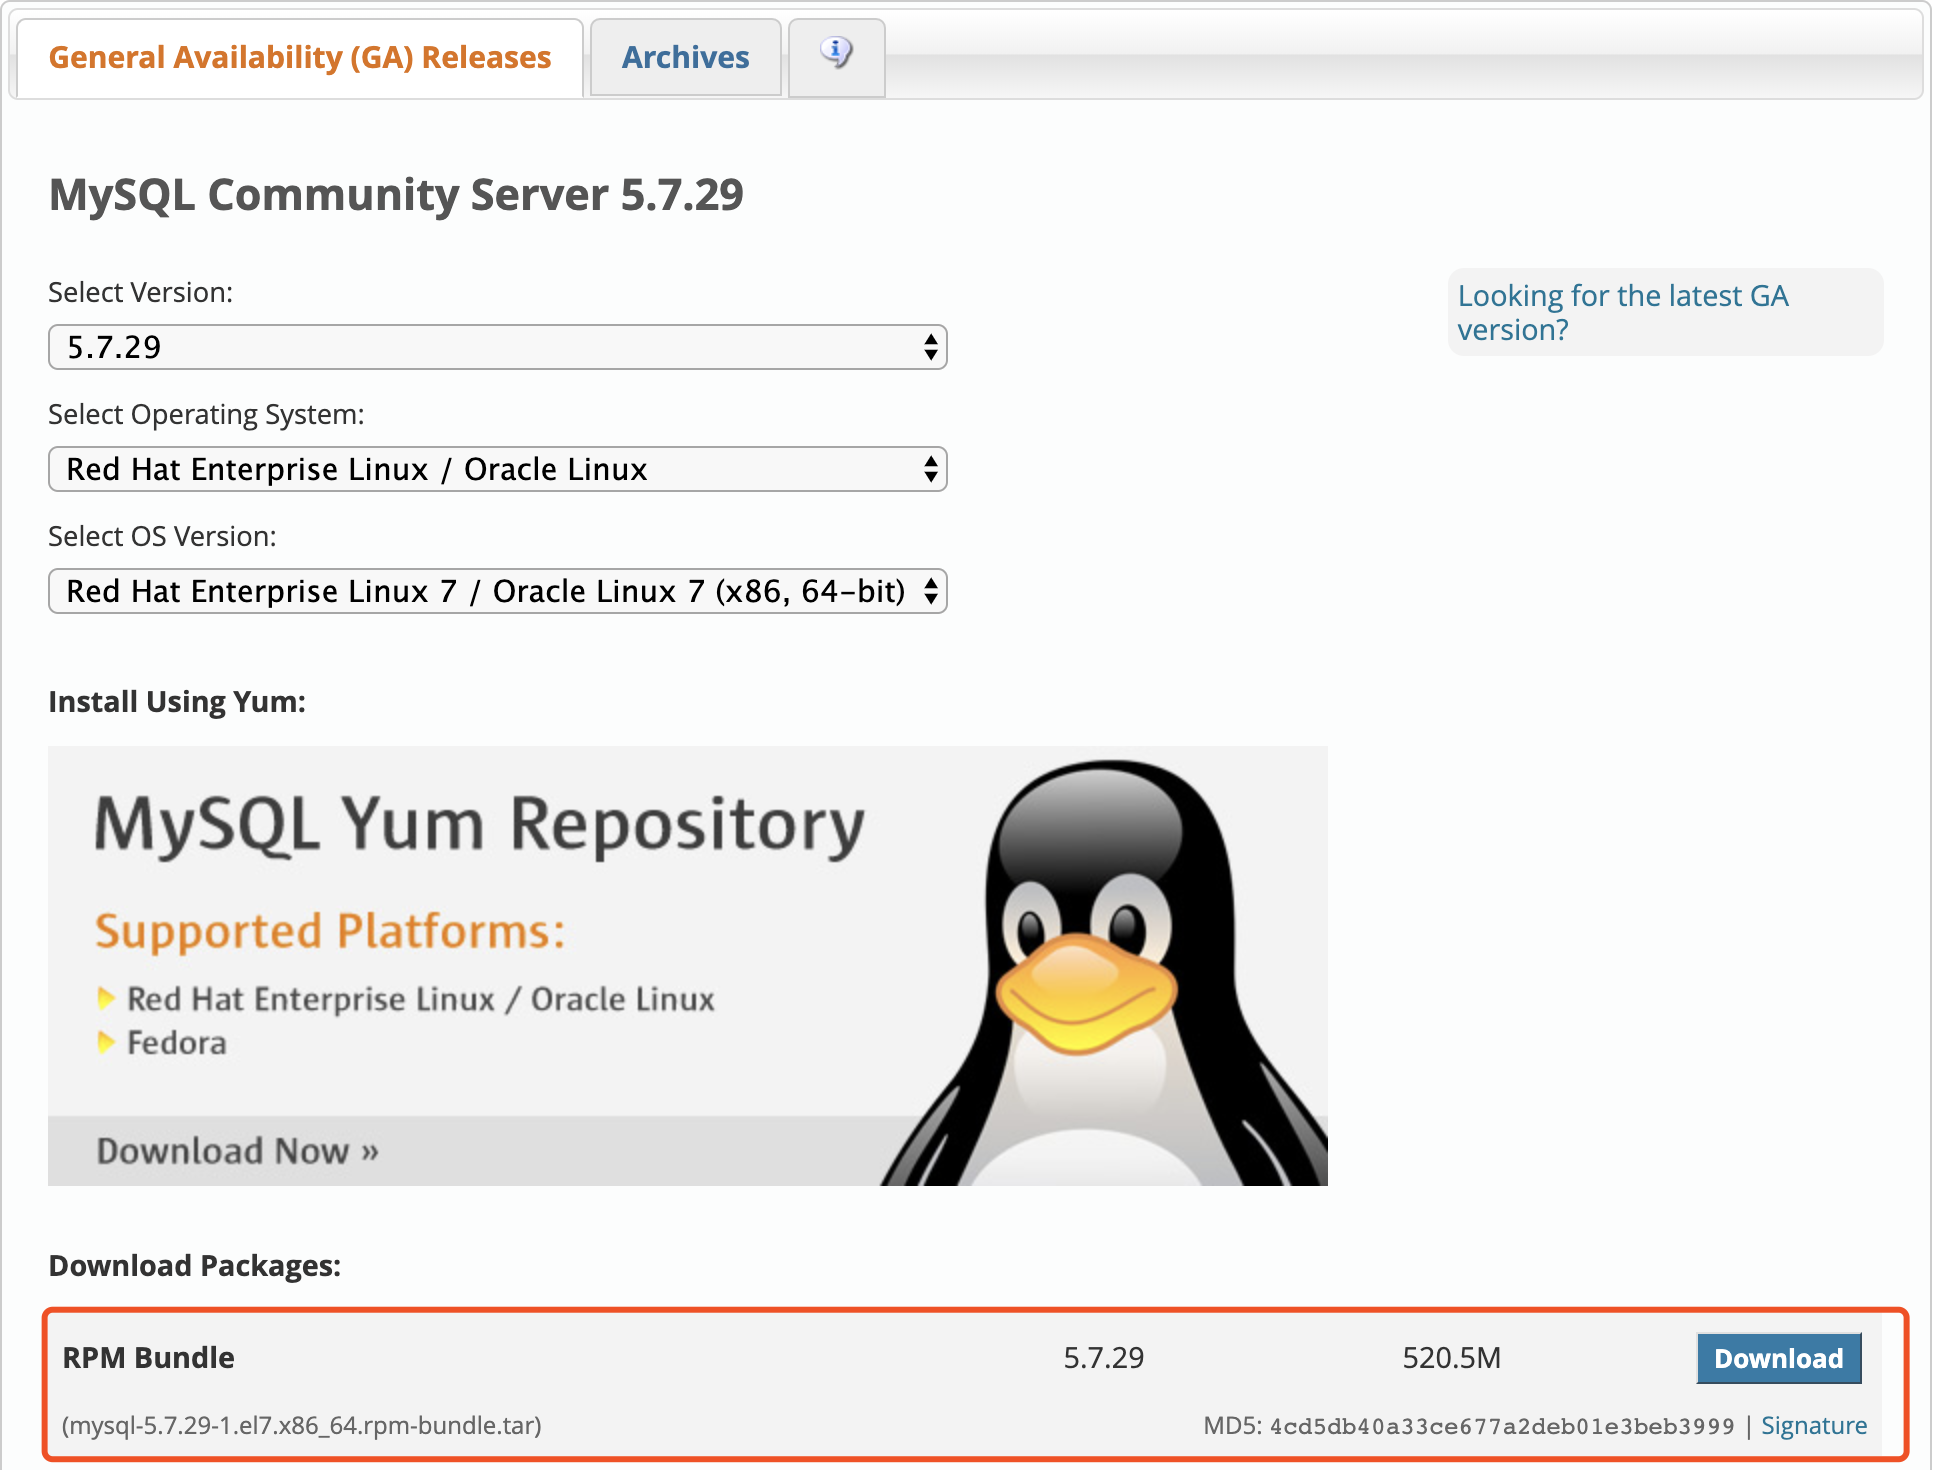 General Availability (GA) Releases
Archives
MySQL Community Server 5.7.29
Select Version:
5.7.29
Looking for the latest GA
version?
Select Operating System:
Red Hat Enterprise Linux / Oracle Linux
Select OS Version:
Red Hat Enterprise Linux 7 / Oracle Linux 7 (x86, 64-bit)
Install Using Yum:
MySQL Yum Repository
Supported Platforms:
Red Hat Enterprise Linux / Oracle Linux
Fedora
Download Now »
Download Packages:
RPM Bundle 5.7.29 520.5M Download
(mysql-5.7.29-1.el7.x86_64.rpm-bundle.tar) MD5: 4cd5db40a33ce677a2deb01e3beb3999 | Signature